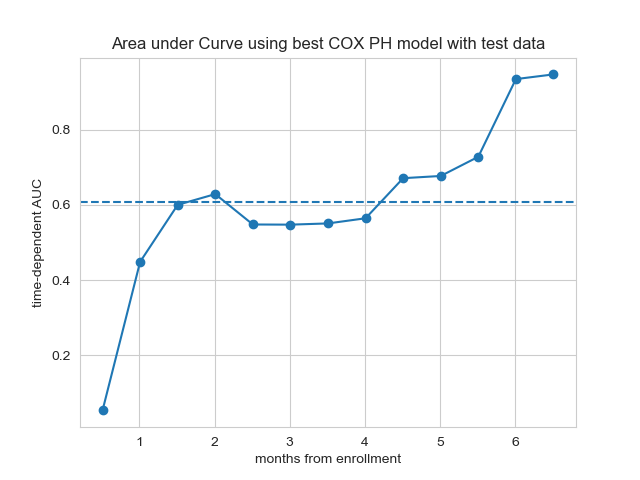 Area under Curve using best COX PH model with test data
time-dependent AUC
0.8
0.6
0.4
0.2
1 2 3 4 5 6
months from enrollment